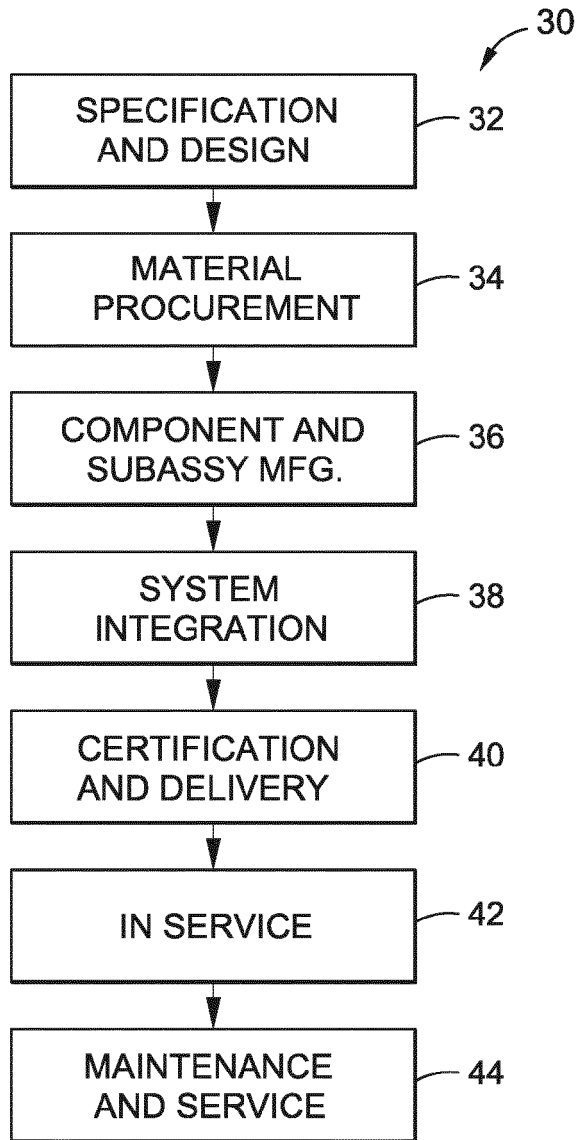 30
SPECIFICATION
AND DESIGN
32
MATERIAL
PROCUREMENT
34
COMPONENT AND
SUBASSY MFG.
36
SYSTEM
INTEGRATION
38
CERTIFICATION
AND DELIVERY
40
IN SERVICE
42
MAINTENANCE
AND SERVICE
44